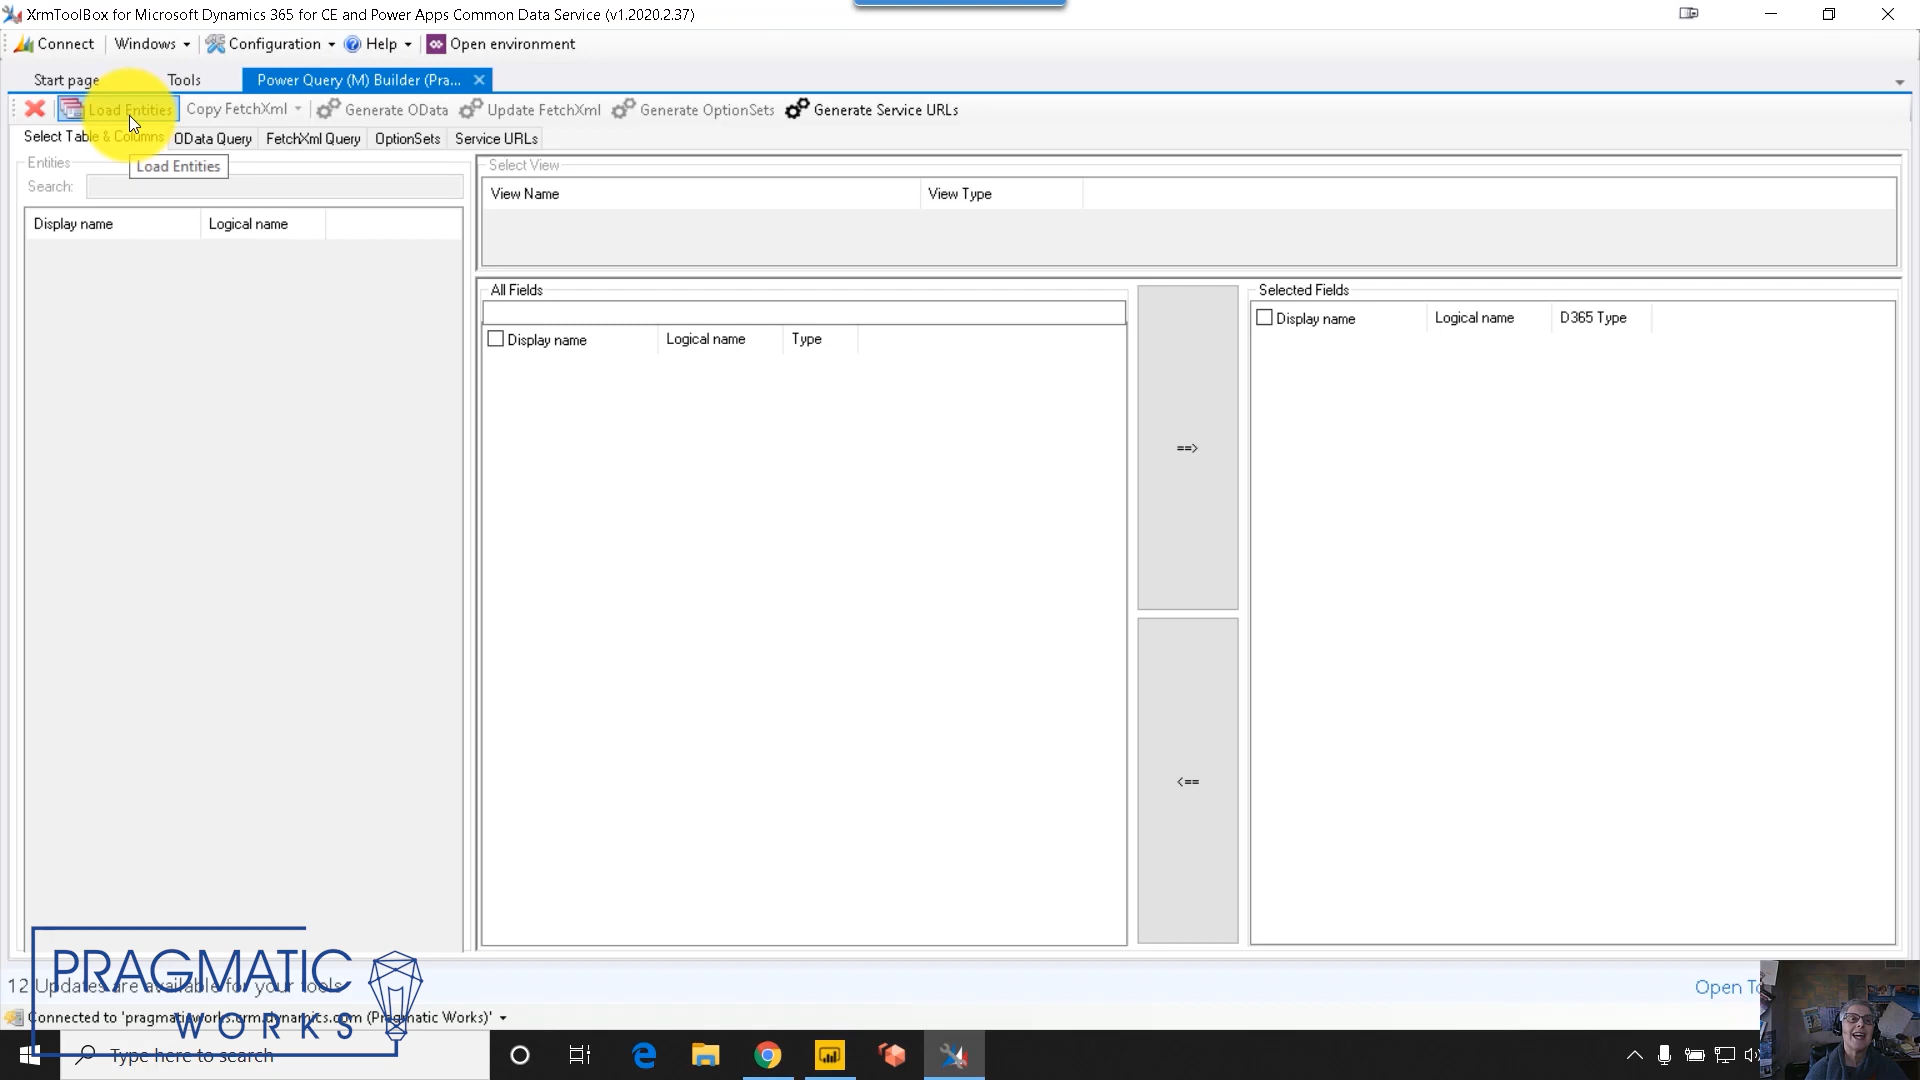 XrmToolBox for Microsoft Dynamics 365 for CE and Power Apps Common Data Service (v1.2020.2.37)
Connect Windows Configuration Help Open environment
Start page Tools Power Query (M) Builder (Pra...
Load Entities Copy FetchXml Generate OData Update FetchXml Generate OptionSets Generate Service URLs
Select Table & Columns OData Query FetchXml Query OptionSets Service URLs
Load Entities
Entities
Search:
Display name Logical name
Select View
View Name View Type
All Fields
Display name Logical name Type
==>
<==
Selected Fields
Display name Logical name D365 Type
PRAGMATIC
WORKS
12 Updates are available for your tools
Open To
Connected to 'pragmaticworks.crm.dynamics.com (Pragmatic Works)'
Type here to search